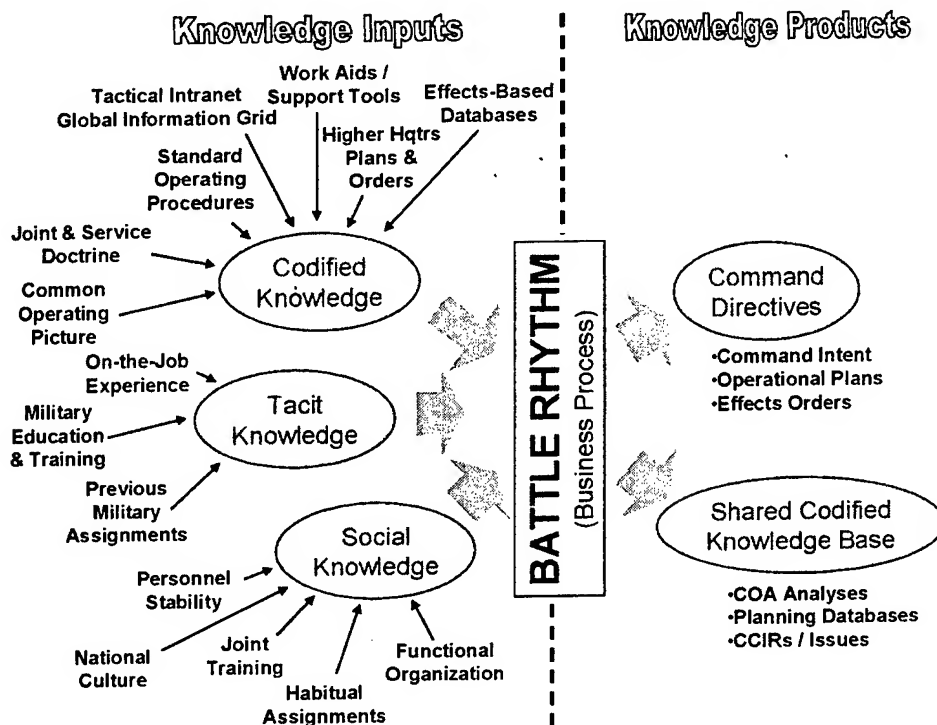 Knowledge Inputs
Knowledge Products
Work Aids /
Support Tools
Tactical Intranet
Global Information Grid
Effects-Based
Databases
Higher Hqtrs
Plans &
Orders
Standard
Operating
Procedures
Joint & Service
Doctrine
Common
Operating
Picture
Codified
Knowledge
On-the-Job
Experience
Military
Education
& Training
Previous
Military
Assignments
Tacit
Knowledge
Social
Knowledge
Personnel
Stability
National
Culture
Joint
Training
Habitual
Assignments
Functional
Organization
BATTLE RHYTHM
(Business Process)
Command
Directives
•Command Intent
•Operational Plans
•Effects Orders
Shared Codified
Knowledge Base
•COA Analyses
•Planning Databases
•CCIRs / Issues